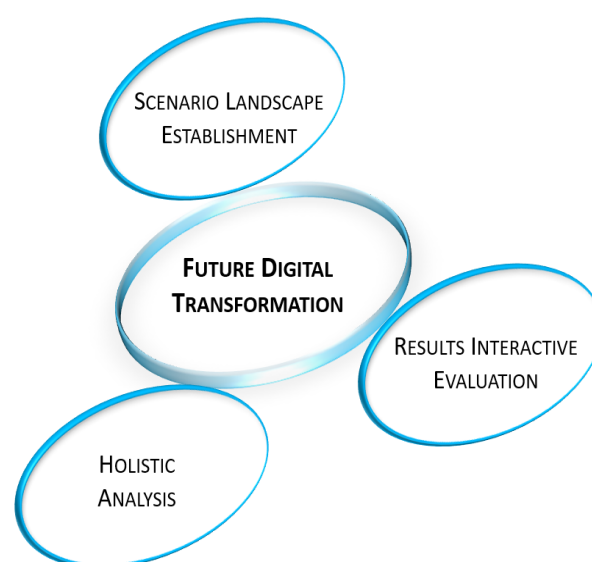 Scenario Landscape
Establishment
Future Digital
Transformation
Results Interactive
Evaluation
Holistic
Analysis